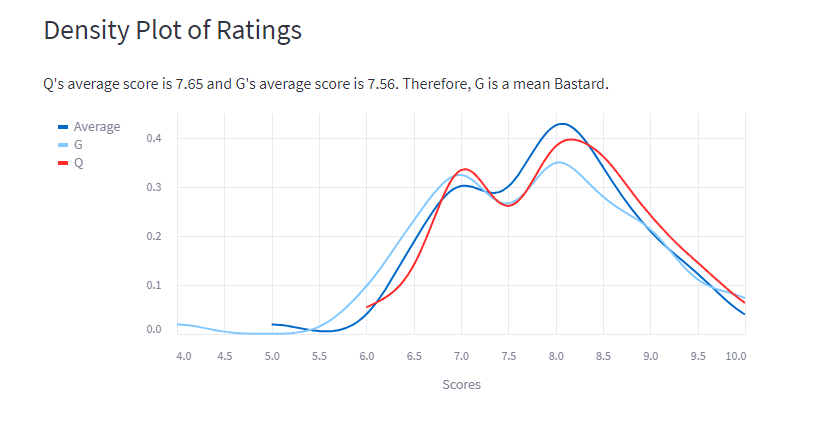 Density Plot of Ratings
Q's average score is 7.65 and G's average score is 7.56. Therefore, G is a mean Bastard.
Average
G
Q
0.4
0.3
0.2
0.1
0.0
4.0 4.5 5.0 5.5 6.0 6.5 7.0 7.5 8.0 8.5 9.0 9.5 10.0
Scores